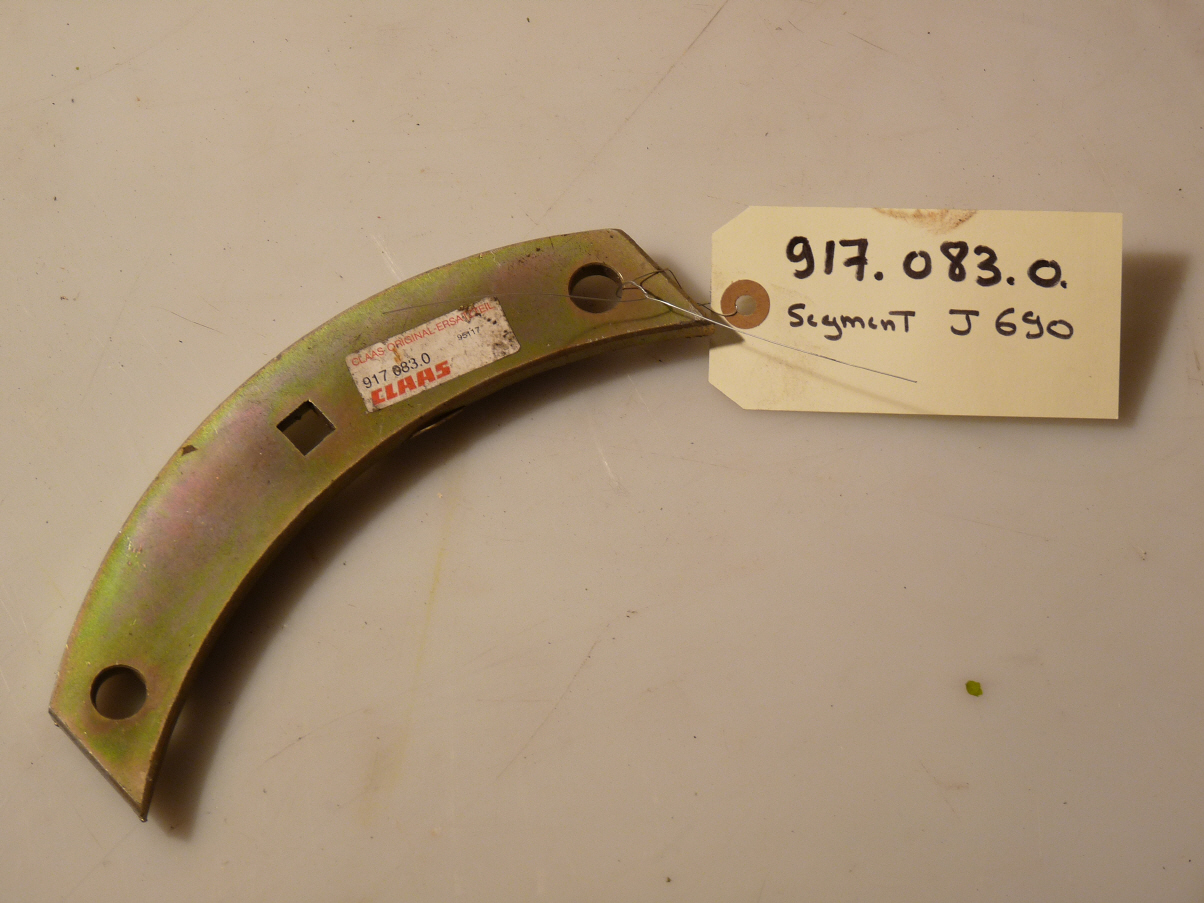 CLAAS-ORIGINAL-ERSATZTEIL
95117
917 083.0
CLAAS
917.083.0.
SegmenT J 690